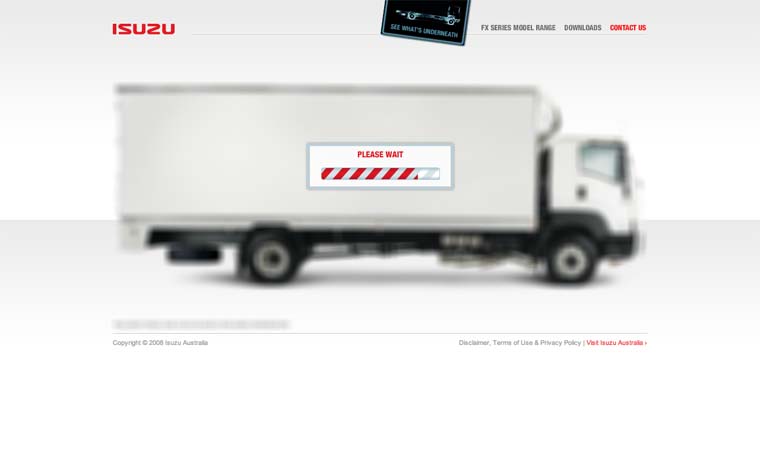 ISUZU
SEE WHAT'S UNDERNEATH
FX SERIES MODEL RANGE
DOWNLOADS
CONTACT US
PLEASE WAIT
Copyright © 2008 Isuzu Australia
Disclaimer, Terms of Use & Privacy Policy | Visit Isuzu Australia ›